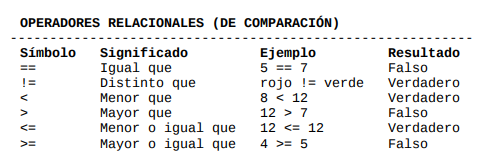 OPERADORES RELACIONALES (DE COMPARACIÓN)
----------------------------------------------------------
Símbolo Significado Ejemplo Resultado
== Igual que 5 == 7 Falso
!= Distinto que rojo != verde Verdadero
< Menor que 8 < 12 Verdadero
> Mayor que 12 > 7 Falso
<= Menor o igual que 12 <= 12 Verdadero
>= Mayor o igual que 4 >= 5 Falso